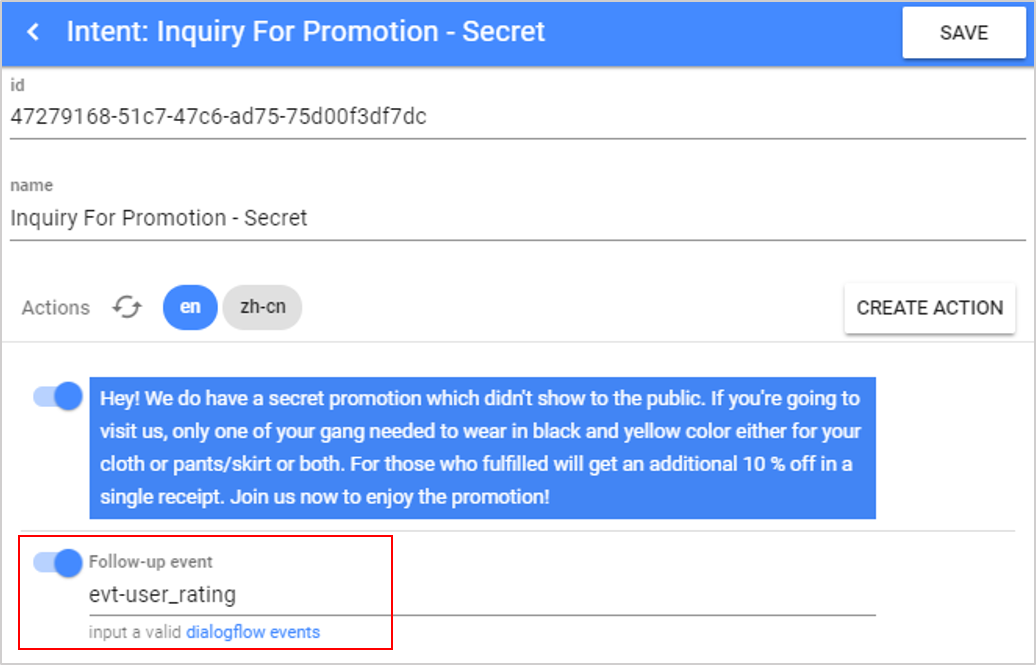 Intent: Inquiry For Promotion - Secret
SAVE
id
47279168-51c7-47c6-ad75-75d00f3df7dc
name
Inquiry For Promotion - Secret
Actions
en
zh-cn
CREATE ACTION
Hey! We do have a secret promotion which didn't show to the public. If you're going to
visit us, only one of your gang needed to wear in black and yellow color either for your
cloth or pants/skirt or both. For those who fulfilled will get an additional 10 % off in a
single receipt. Join us now to enjoy the promotion!
Follow-up event
evt-user_rating
input a valid dialogflow events